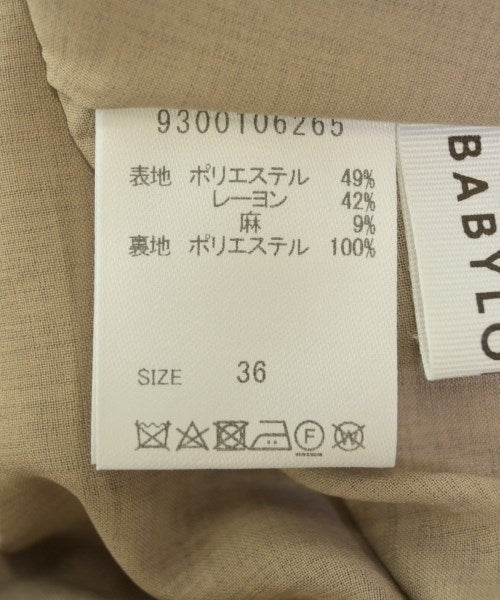 9300106265
表地 ポリエステル 49%
レーヨン 42%
麻 9%
裏地 ポリエステル 100%
SIZE 36
F
W
BABYLO